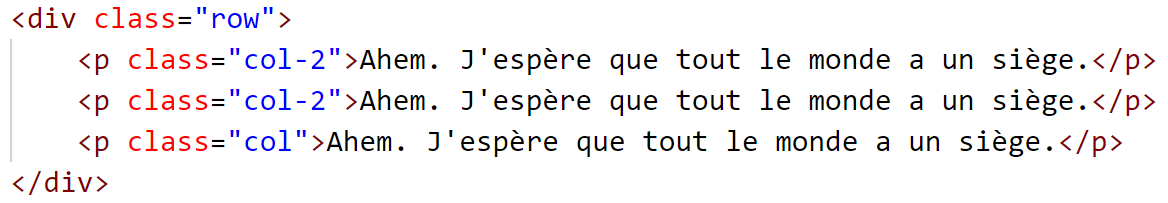 <div class="row">
    <p class="col-2">Ahem. J'espère que tout le monde a un siège.</p>
    <p class="col-2">Ahem. J'espère que tout le monde a un siège.</p>
    <p class="col">Ahem. J'espère que tout le monde a un siège.</p>
</div>